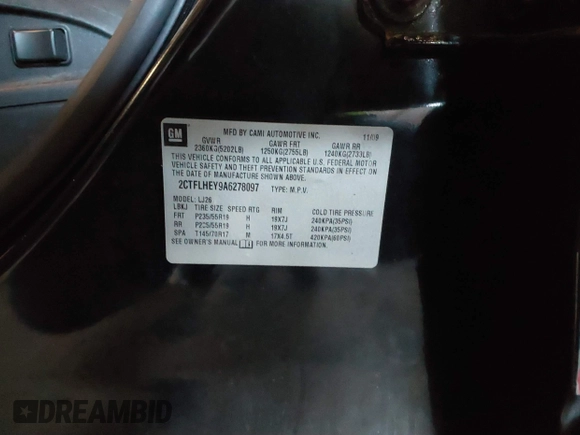 GM
MFD BY CAMI AUTOMOTIVE INC. 11/09
GVWR GAWR FRT GAWR RR
2360KG(5202LB) 1250KG(2755LB) 1240KG(2733LB)
THIS VEHICLE CONFORMS TO ALL APPLICABLE U.S. FEDERAL MOTOR
VEHICLE SAFETY AND THEFT PREVENTION STANDARDS IN EFFECT ON
THE DATE OF MANUFACTURE SHOWN ABOVE.
2CTFLHEY9A6278097 TYPE: M.P.V.
MODEL: LJ26
LBKJ TIRE SIZE SPEED RTG RIM COLD TIRE PRESSURE
FRT P235/55R19 H 19X7J 240KPA(35PSI)
RR P235/55R19 H 19X7J 240KPA(35PSI)
SPA T145/70R17 M 17X4.5T 420KPA(60PSI)
SEE OWNER'S MANUAL FOR MORE INFORMATION.
DREAMBID